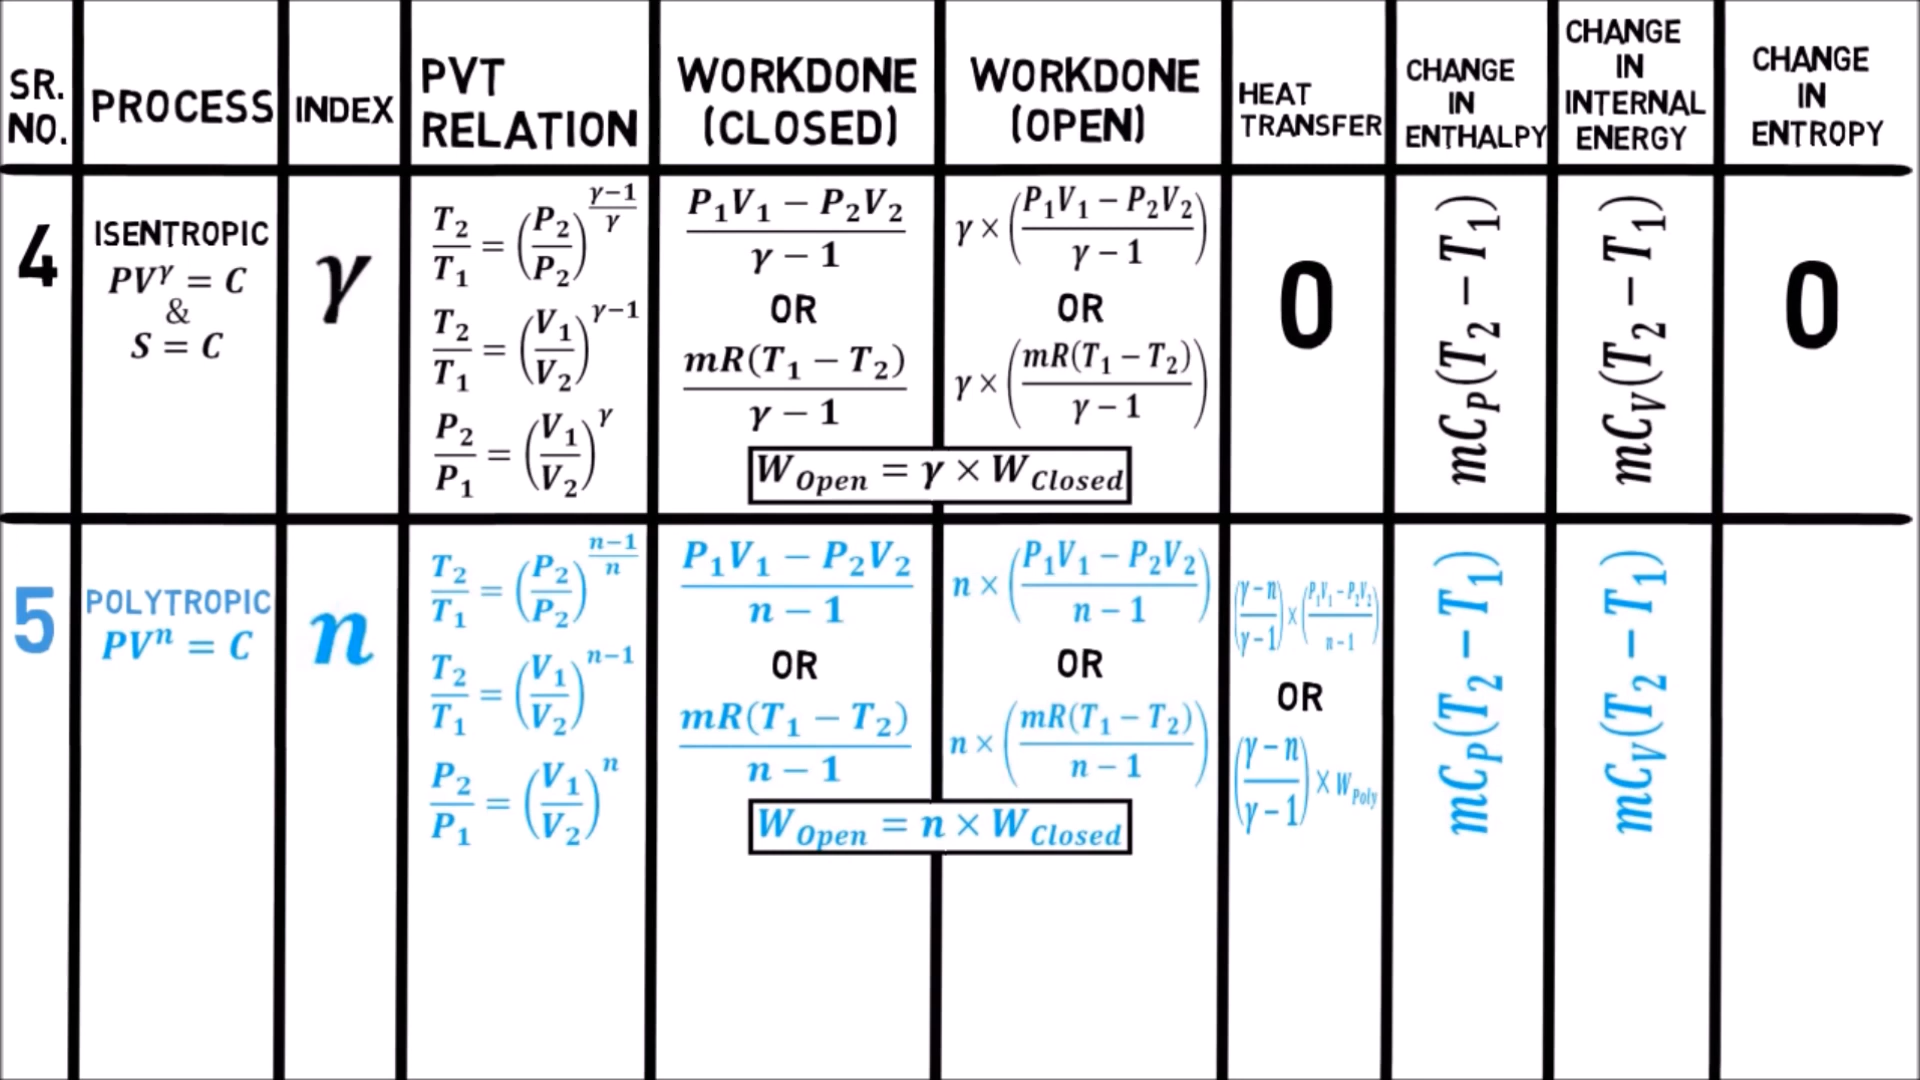 SR. NO.
PROCESS
INDEX
PVT RELATION
WORKDONE (CLOSED)
WORKDONE (OPEN)
HEAT TRANSFER
CHANGE IN ENTHALPY
CHANGE IN INTERNAL ENERGY
CHANGE IN ENTROPY
4
ISENTROPIC
PV^γ = C
&
S = C
γ
T₂/T₁ = (P₂/P₂)^((γ−1)/γ)
T₂/T₁ = (V₁/V₂)^(γ−1)
P₂/P₁ = (V₁/V₂)^γ
(P₁V₁ − P₂V₂)/(γ − 1)
OR
mR(T₁ − T₂)/(γ − 1)
γ × ((P₁V₁ − P₂V₂)/(γ − 1))
OR
γ × (mR(T₁ − T₂)/(γ − 1))
W_Open = γ × W_Closed
0
mC_P(T₂ − T₁)
mC_V(T₂ − T₁)
0
5
POLYTROPIC
PV^n = C
n
T₂/T₁ = (P₂/P₂)^((n−1)/n)
T₂/T₁ = (V₁/V₂)^(n−1)
P₂/P₁ = (V₁/V₂)^n
(P₁V₁ − P₂V₂)/(n − 1)
OR
mR(T₁ − T₂)/(n − 1)
n × ((P₁V₁ − P₂V₂)/(n − 1))
OR
n × (mR(T₁ − T₂)/(n − 1))
W_Open = n × W_Closed
((γ − n)/(γ − 1)) × ((P₁V₁ − P₂V₂)/(n − 1))
OR
((γ − n)/(γ − 1)) × W_Poly
mC_P(T₂ − T₁)
mC_V(T₂ − T₁)